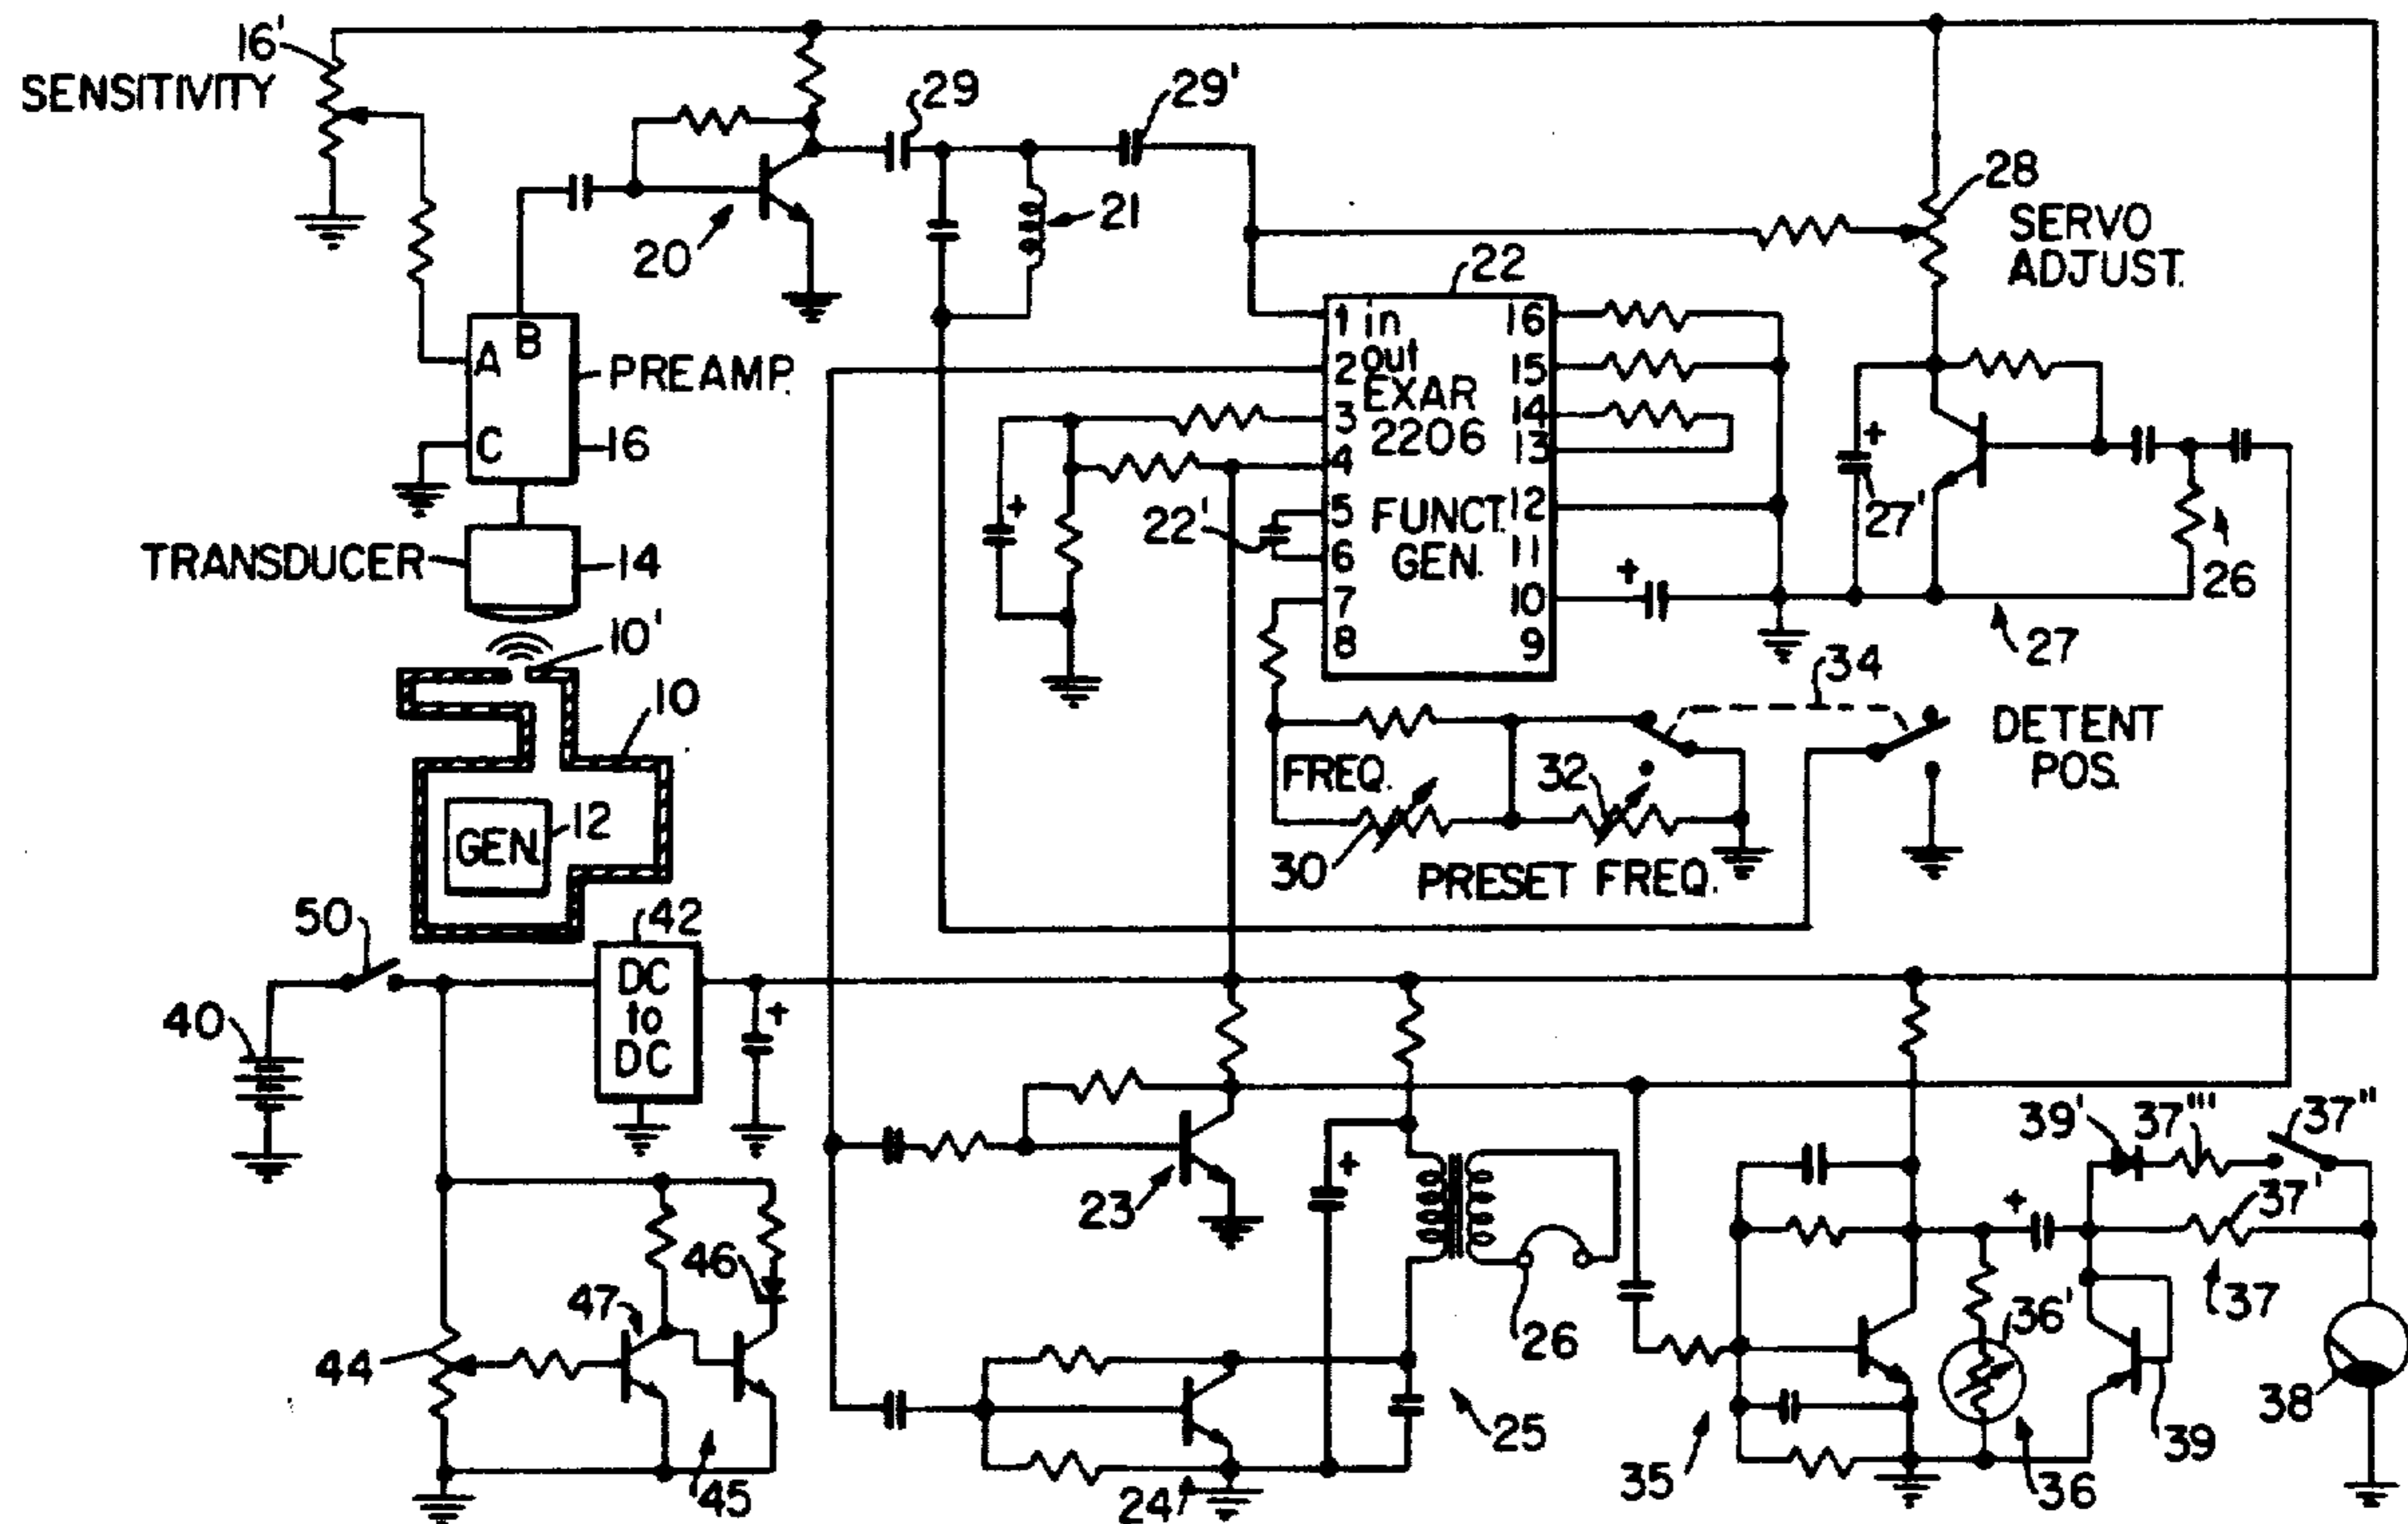 16'
SENSITIVITY
29
29'
28
SERVO
ADJUST.
20
21
22
B
A
PREAMP.
C
16
1 in 16
2 out 15
EXAR
3 14
2206
4 13
5 FUNCT. 12
6 GEN. 11
7 10
8 9
22'
+
+
27'
+
26
27
TRANSDUCER
14
10'
10
34
DETENT
POS.
FREQ.
32
30
PRESET FREQ.
GEN.
12
50
42
DC
to
DC
+
40
39'
37'''
37''
23
+
+
37'
37
46
47
26
36'
44
25
38
39
45
24
35
36